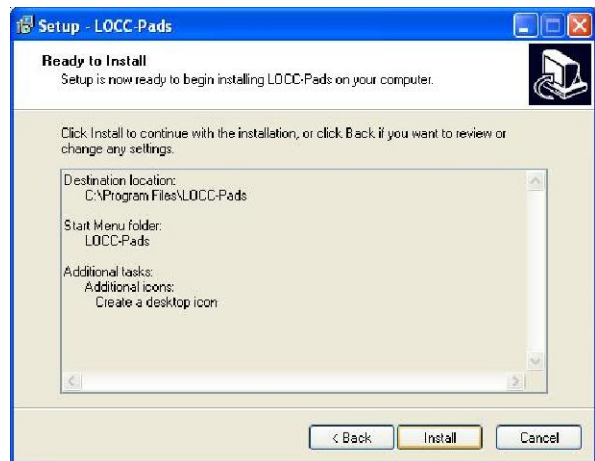 Setup - LOCC-Pads
Ready to Install
Setup is now ready to begin installing LOCC-Pads on your computer.
Click Install to continue with the installation, or click Back if you want to review or
change any settings.
Destination location:
C:\Program Files\LOCC-Pads
Start Menu folder:
LOCC-Pads
Additional tasks:
Additional icons:
Create a desktop icon
< Back
Install
Cancel